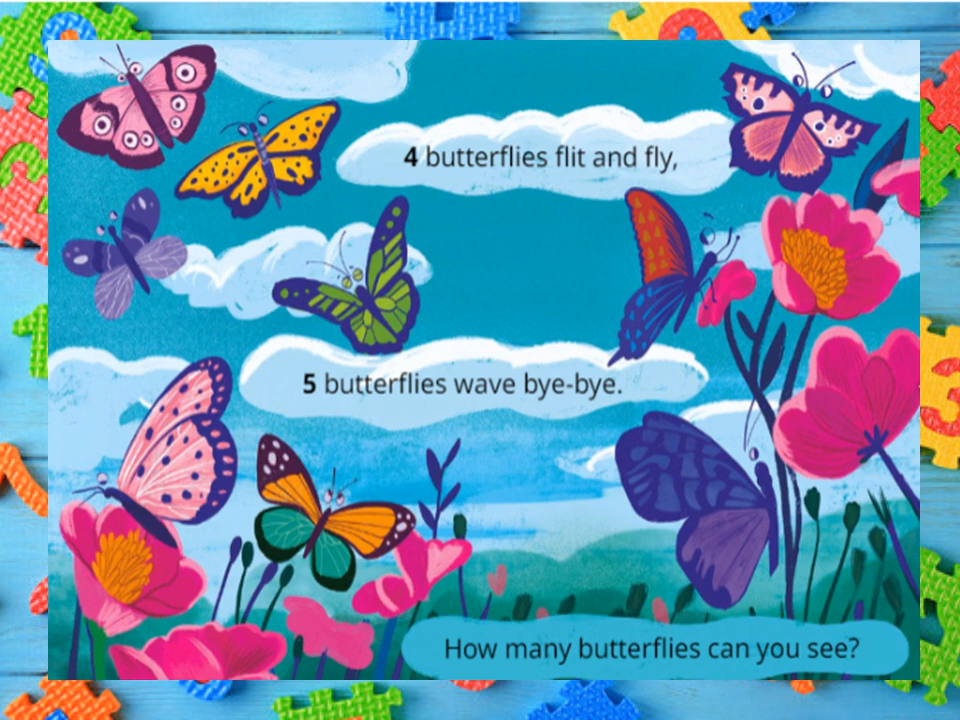 4 butterflies flit and fly,
5 butterflies wave bye-bye.
How many butterflies can you see?